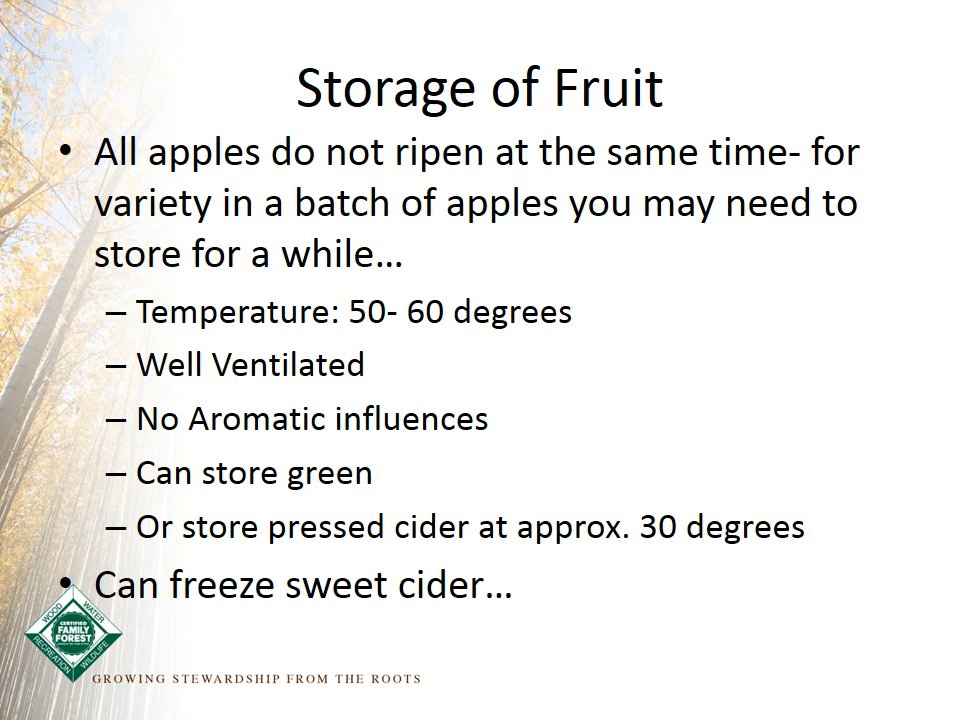 Storage of Fruit
• All apples do not ripen at the same time- for
variety in a batch of apples you may need to
store for a while…
– Temperature: 50- 60 degrees
– Well Ventilated
– No Aromatic influences
– Can store green
– Or store pressed cider at approx. 30 degrees
• Can freeze sweet cider…
WOOD
WATER
CERTIFIED
FAMILY
FOREST
RECREATION
WILDLIFE
GROWING STEWARDSHIP FROM THE ROOTS